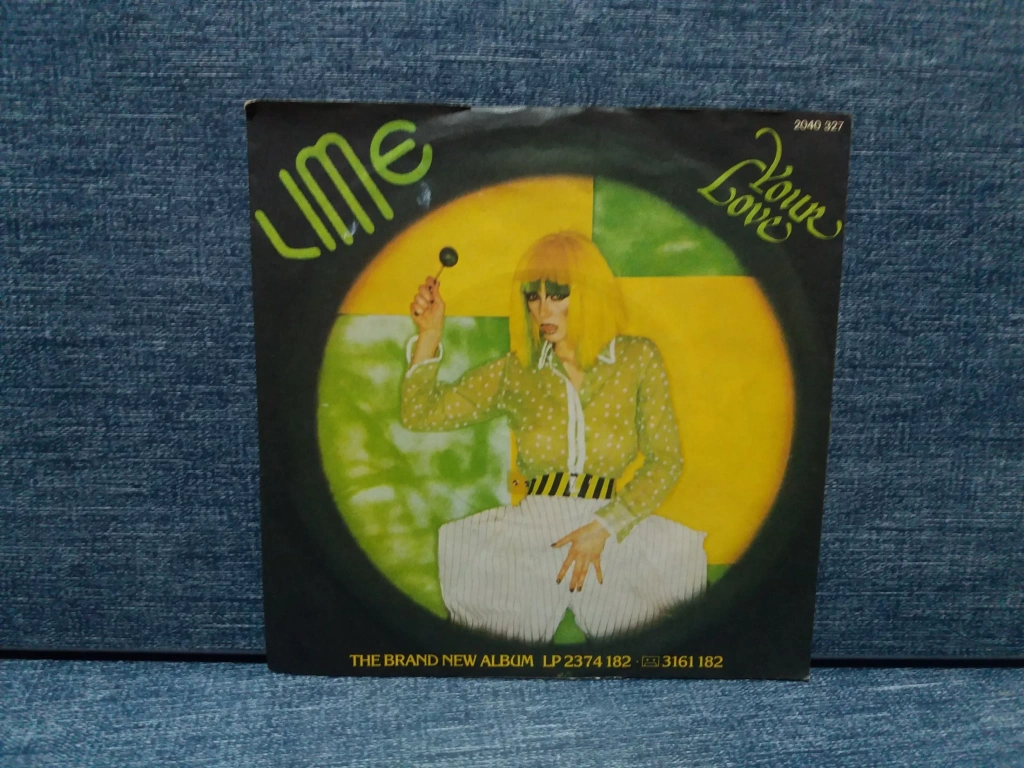 LIME
2040 327
Your
Love
THE BRAND NEW ALBUM LP 2374 182 · 3161 182